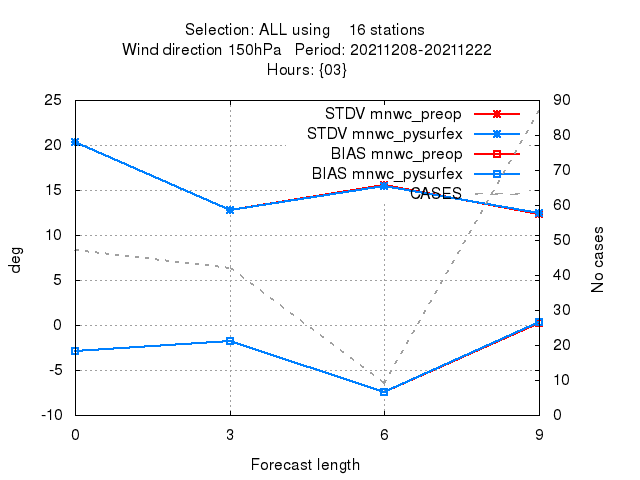 Selection: ALL using    16 stations
Wind direction 150hPa   Period: 20211208-20211222
Hours: {03}
STDV mnwc_preop
STDV mnwc_pysurfex
BIAS mnwc_preop
BIAS mnwc_pysurfex
CASES
25
20
15
10
5
0
-5
-10
deg
90
80
70
60
50
40
30
20
10
0
No cases
0 3 6 9
Forecast length